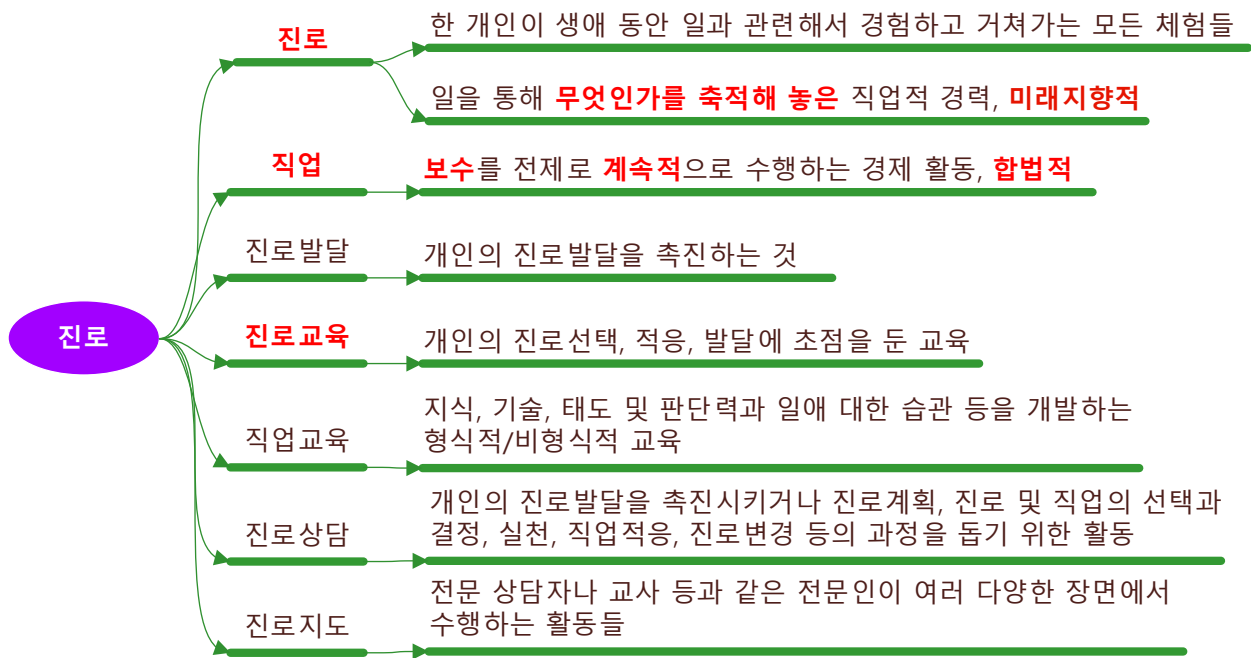 진로
진로
한 개인이 생애 동안 일과 관련해서 경험하고 거쳐가는 모든 체험들
일을 통해 무엇인가를 축적해 놓은 직업적 경력, 미래지향적
직업
보수를 전제로 계속적으로 수행하는 경제 활동, 합법적
진로발달
개인의 진로발달을 촉진하는 것
진로교육
개인의 진로선택, 적응, 발달에 초점을 둔 교육
직업교육
지식, 기술, 태도 및 판단력과 일애 대한 습관 등을 개발하는
형식적/비형식적 교육
진로상담
개인의 진로발달을 촉진시키거나 진로계획, 진로 및 직업의 선택과
결정, 실천, 직업적응, 진로변경 등의 과정을 돕기 위한 활동
진로지도
전문 상담자나 교사 등과 같은 전문인이 여러 다양한 장면에서
수행하는 활동들